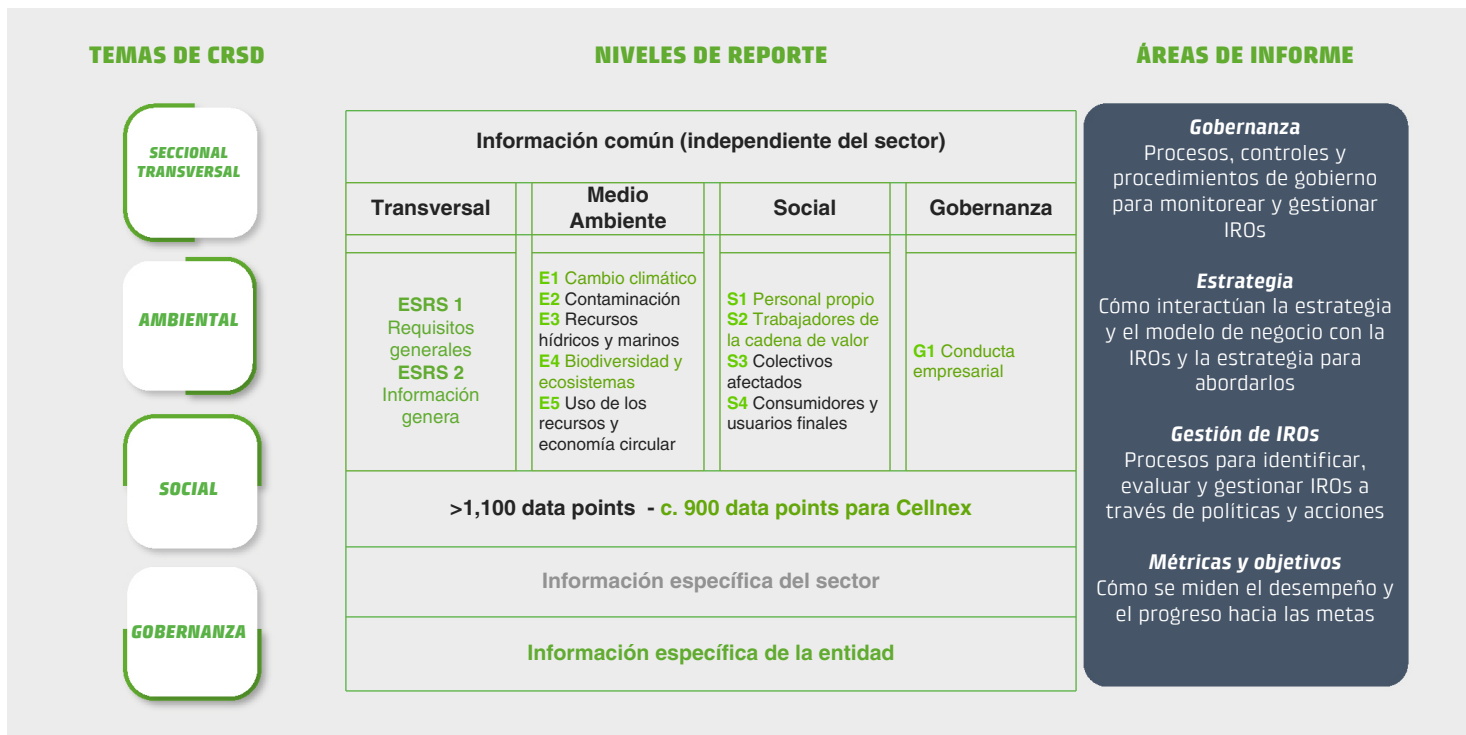 TEMAS DE CRSD
NIVELES DE REPORTE
ÁREAS DE INFORME
SECCIONAL
TRANSVERSAL
AMBIENTAL
SOCIAL
GOBERNANZA
Información común (independiente del sector)
Transversal
Medio
Ambiente
Social
Gobernanza
ESRS 1
Requisitos
generales
ESRS 2
Información
genera
E1 Cambio climático
E2 Contaminación
E3 Recursos
hídricos y marinos
E4 Biodiversidad y
ecosistemas
E5 Uso de los
recursos y
economía circular
S1 Personal propio
S2 Trabajadores de
la cadena de valor
S3 Colectivos
afectados
S4 Consumidores y
usuarios finales
G1 Conducta
empresarial
>1,100 data points - c. 900 data points para Cellnex
Información específica del sector
Información específica de la entidad
Gobernanza
Procesos, controles y
procedimientos de gobierno
para monitorear y gestionar
IROs
Estrategia
Cómo interactúan la estrategia
y el modelo de negocio con la
IROs y la estrategia para
abordarlos
Gestión de IROs
Procesos para identificar,
evaluar y gestionar IROs a
través de políticas y acciones
Métricas y objetivos
Cómo se miden el desempeño y
el progreso hacia las metas